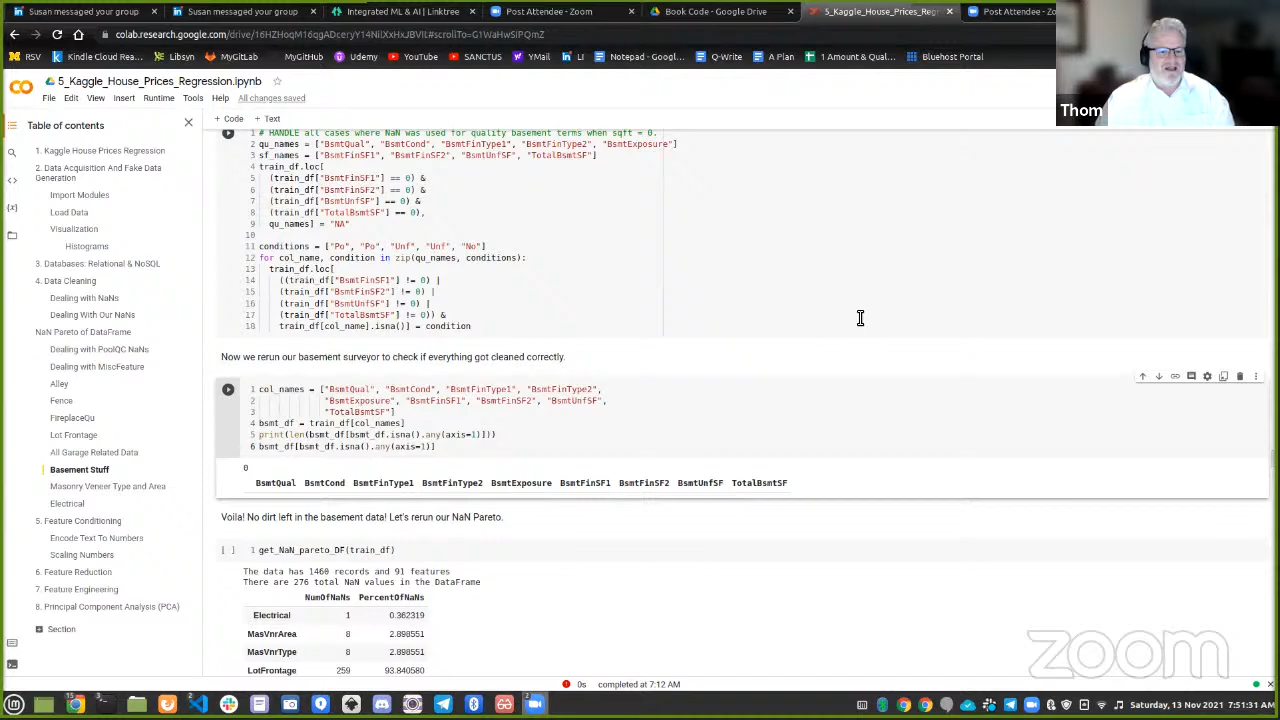 Susan messaged your group
Susan messaged your group
Integrated ML & AI | Linktree
Post Attendee - Zoom
Book Code - Google Drive
5_Kaggle_House_Prices_Regre
Post Attendee - Zo
colab.research.google.com/drive/16HZHoqM16qgADceryY14NiIXxHxJBVIL#scrollTo=G1WaHwSIPQmZ
RSV
Kindle Cloud Rea
Libsyn
MyGitLab
MyGitHub
Udemy
YouTube
SANCTUS
YMail
LI
Notepad - Googl...
Q-Write
A Plan
1 Amount & Qual...
Bluehost Portal
Thom
5_Kaggle_House_Prices_Regression.ipynb
File Edit View Insert Runtime Tools Help All changes saved
+ Code + Text
Table of contents
1. Kaggle House Prices Regression
2. Data Acquisition And Fake Data
Generation
Import Modules
Load Data
Visualization
Histograms
3. Databases: Relational & NoSQL
4. Data Cleaning
Dealing with NaNs
Dealing With Our NaNs
NaN Pareto of DataFrame
Dealing with PoolQC NaNs
Dealing with MiscFeature
Alley
Fence
FireplaceQu
Lot Frontage
All Garage Related Data
Basement Stuff
Masonry Veneer Type and Area
Electrical
5. Feature Conditioning
Encode Text To Numbers
Scaling Numbers
6. Feature Reduction
7. Feature Engineering
8. Principal Component Analysis (PCA)
Section
1 # HANDLE all cases where NaN was used for quality basement terms when sqft = 0.
2 qu_names = ["BsmtQual", "BsmtCond", "BsmtFinType1", "BsmtFinType2", "BsmtExposure"]
3 sf_names = ["BsmtFinSF1", "BsmtFinSF2", "BsmtUnfSF", "TotalBsmtSF"]
4 train_df.loc[
5 (train_df["BsmtFinSF1"] == 0) &
6 (train_df["BsmtFinSF2"] == 0) &
7 (train_df["BsmtUnfSF"] == 0) &
8 (train_df["TotalBsmtSF"] == 0),
9 qu_names] = "NA"
10
11 conditions = ["Po", "Po", "Unf", "Unf", "No"]
12 for col_name, condition in zip(qu_names, conditions):
13 train_df.loc[
14 ((train_df["BsmtFinSF1"] != 0) |
15 (train_df["BsmtFinSF2"] != 0) |
16 (train_df["BsmtUnfSF"] != 0) |
17 (train_df["TotalBsmtSF"] != 0)) &
18 train_df[col_name].isna()] = condition
Now we rerun our basement surveyor to check if everything got cleaned correctly.
1 col_names = ["BsmtQual", "BsmtCond", "BsmtFinType1", "BsmtFinType2",
2 "BsmtExposure", "BsmtFinSF1", "BsmtFinSF2", "BsmtUnfSF",
3 "TotalBsmtSF"]
4 bsmt_df = train_df[col_names]
5 print(len(bsmt_df[bsmt_df.isna().any(axis=1)]))
6 bsmt_df[bsmt_df.isna().any(axis=1)]
0
BsmtQual BsmtCond BsmtFinType1 BsmtFinType2 BsmtExposure BsmtFinSF1 BsmtFinSF2 BsmtUnfSF TotalBsmtSF
Voila! No dirt left in the basement data! Let's rerun our NaN Pareto.
[ ] 1 get_NaN_pareto_DF(train_df)
The data has 1460 records and 91 features
There are 276 total NaN values in the DataFrame
NumOfNaNs PercentOfNaNs
Electrical 1 0.362319
MasVnrArea 8 2.898551
MasVnrType 8 2.898551
LotFrontage 259 93.840580
zoom
0s completed at 7:12 AM
Saturday, 13 Nov 2021
7:51:31 AM